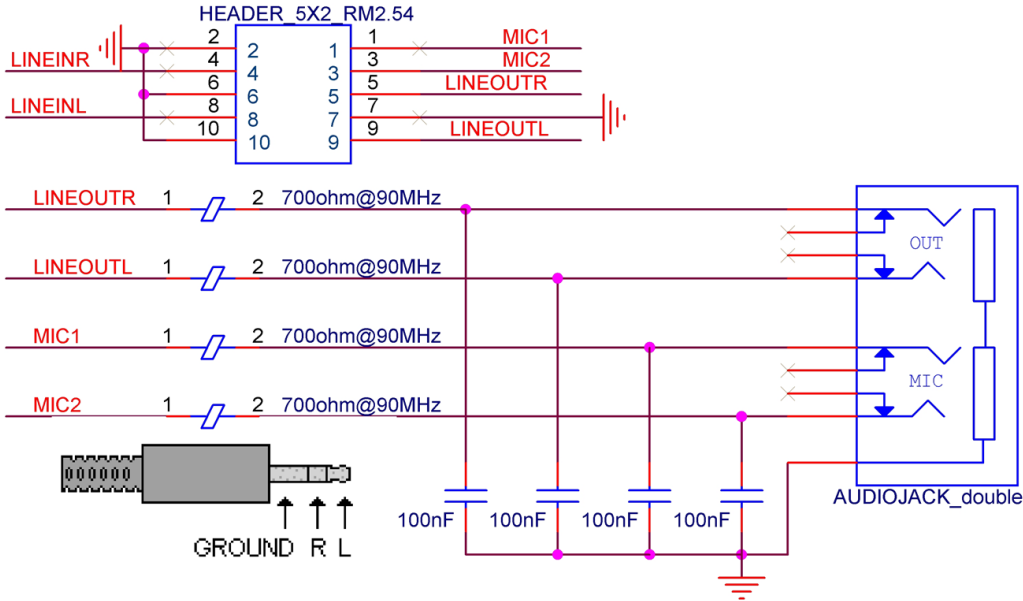 HEADER_5X2_RM2.54
2 2 1 1 MIC1
LINEINR 4 4 3 3 MIC2
6 6 5 5 LINEOUTR
LINEINL 8 8 7 7
10 10 9 9 LINEOUTL
LINEOUTR 1 2 700ohm@90MHz
OUT
LINEOUTL 1 2 700ohm@90MHz
MIC1 1 2 700ohm@90MHz
MIC
MIC2 1 2 700ohm@90MHz
AUDIOJACK_double
100nF 100nF 100nF 100nF
GROUND R L